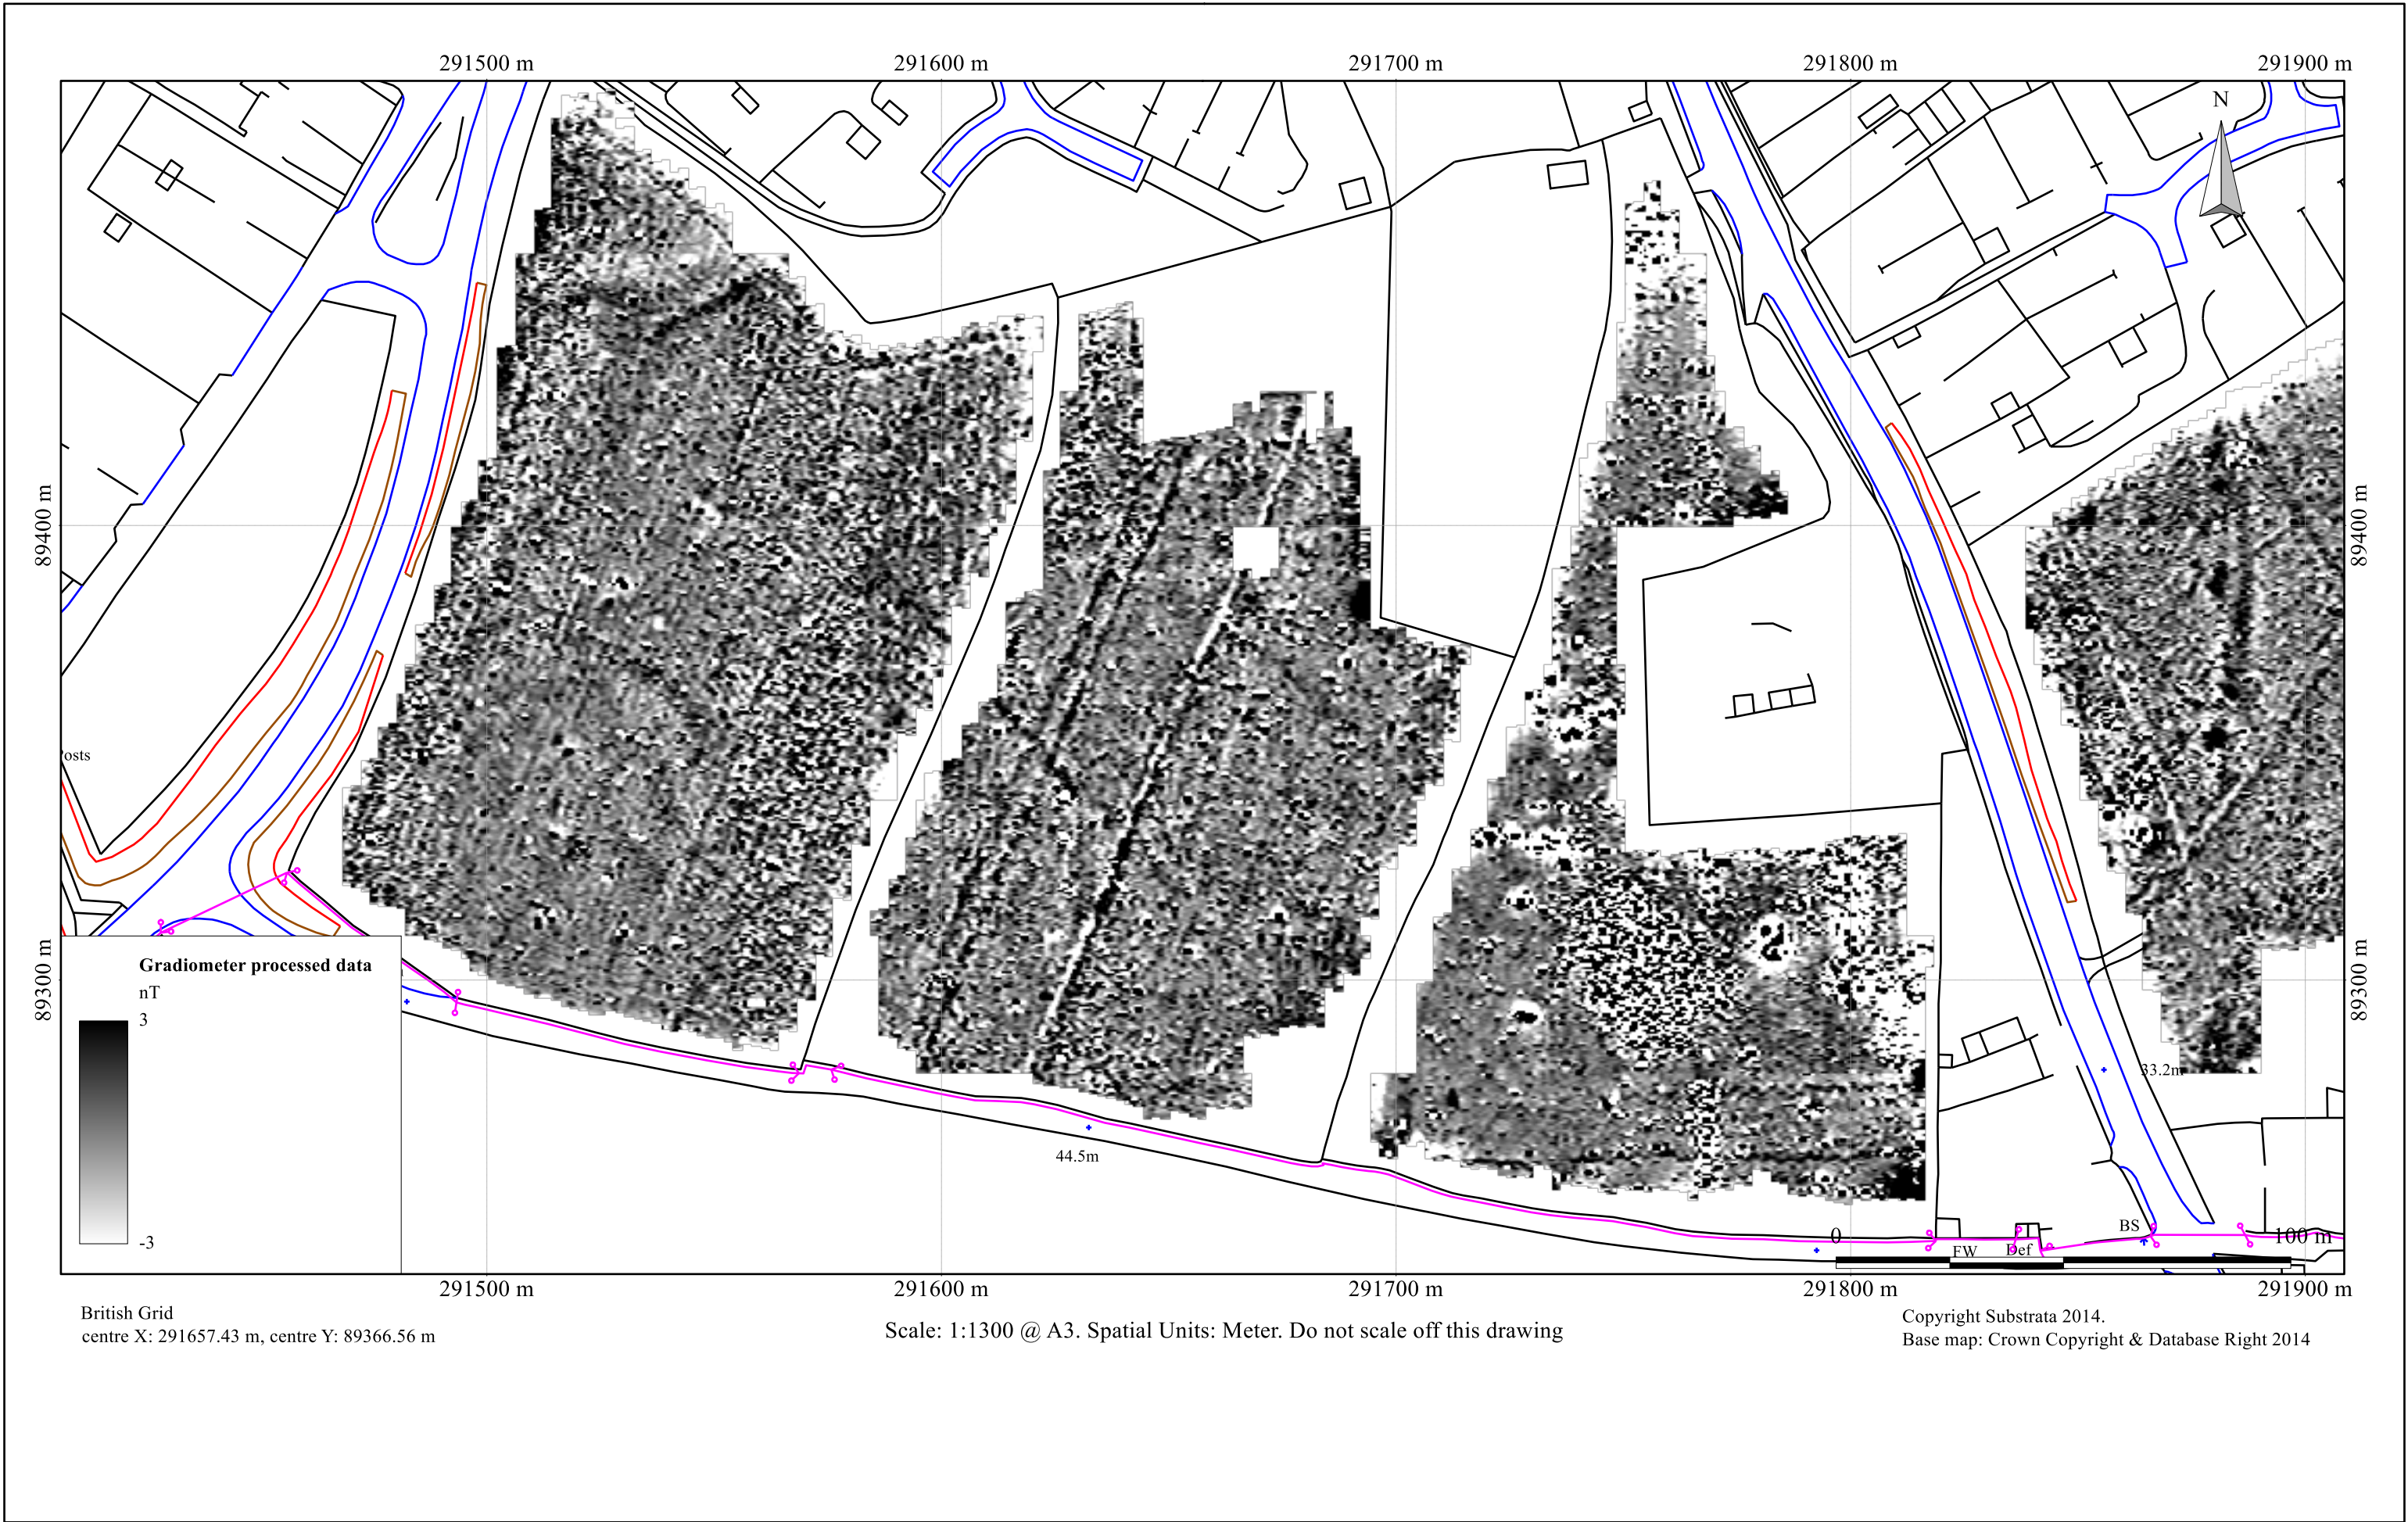 291500 m 291600 m 291700 m 291800 m 291900 m
N
89400 m 89400 m
osts
Gradiometer processed data
nT
3
-3
89300 m 89300 m
33.2m
44.5m
BS
0 100 m
FW Def
291500 m 291600 m 291700 m 291800 m 291900 m
British Grid
centre X: 291657.43 m, centre Y: 89366.56 m
Scale: 1:1300 @ A3. Spatial Units: Meter. Do not scale off this drawing
Copyright Substrata 2014.
Base map: Crown Copyright & Database Right 2014